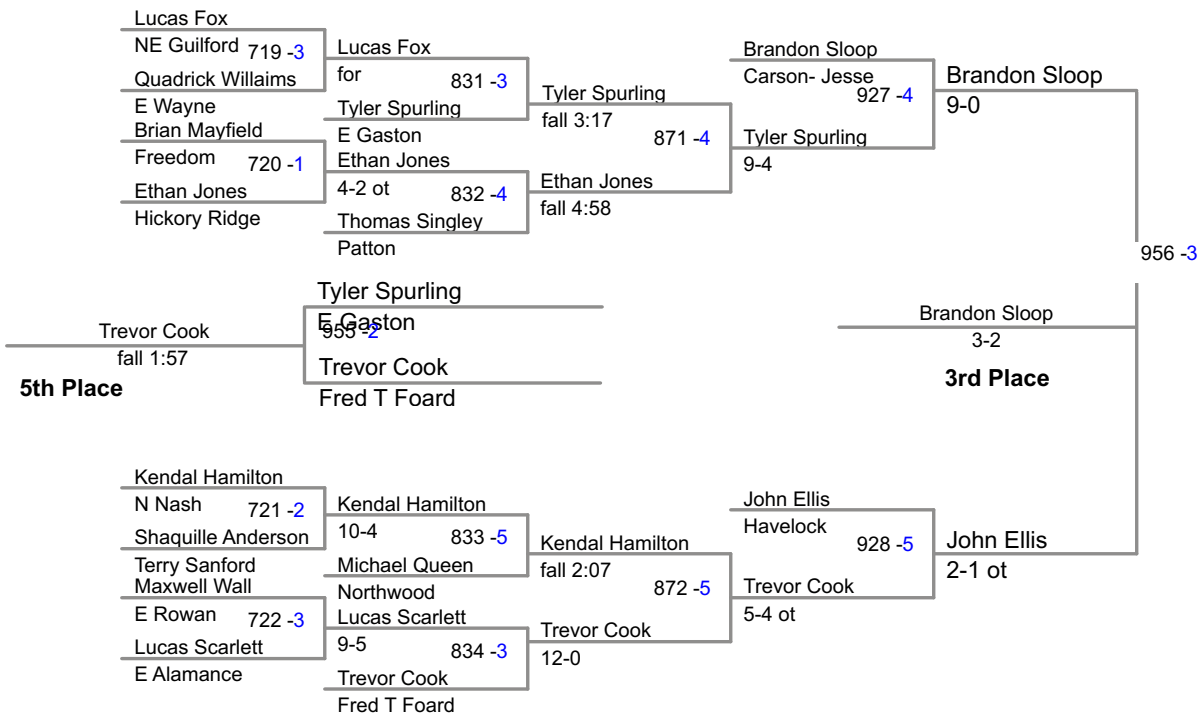 Lucas Fox
NE Guilford 719 -3
Quadrick Willaims
E Wayne
Brian Mayfield
Freedom 720 -1
Ethan Jones
Hickory Ridge
Lucas Fox
for 831 -3
Tyler Spurling
E Gaston
Ethan Jones
4-2 ot 832 -4
Thomas Singley
Patton
Tyler Spurling
fall 3:17
871 -4
Ethan Jones
fall 4:58
Brandon Sloop
Carson- Jesse
927 -4
Tyler Spurling
9-4
Brandon Sloop
9-0
956 -3
Tyler Spurling
E Gaston
955 -2
Trevor Cook
Fred T Foard
Trevor Cook
fall 1:57
5th Place
Brandon Sloop
3-2
3rd Place
Kendal Hamilton
N Nash 721 -2
Shaquille Anderson
Terry Sanford
Maxwell Wall
E Rowan 722 -3
Lucas Scarlett
E Alamance
Kendal Hamilton
10-4 833 -5
Michael Queen
Northwood
Lucas Scarlett
9-5 834 -3
Trevor Cook
Fred T Foard
Kendal Hamilton
fall 2:07
872 -5
Trevor Cook
12-0
John Ellis
Havelock
928 -5
Trevor Cook
5-4 ot
John Ellis
2-1 ot